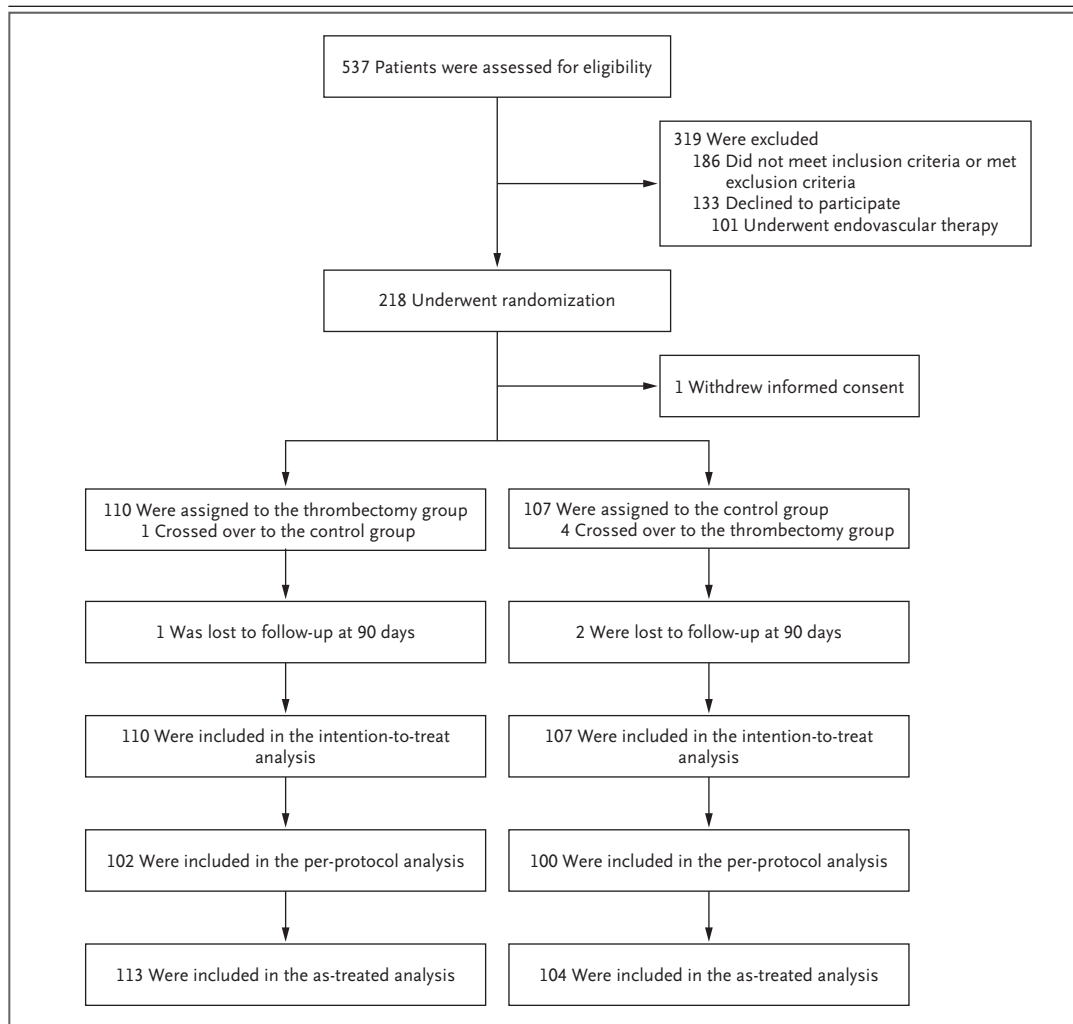 537 Patients were assessed for eligibility
319 Were excluded
186 Did not meet inclusion criteria or met
exclusion criteria
133 Declined to participate
101 Underwent endovascular therapy
218 Underwent randomization
1 Withdrew informed consent
110 Were assigned to the thrombectomy group
1 Crossed over to the control group
107 Were assigned to the control group
4 Crossed over to the thrombectomy group
1 Was lost to follow-up at 90 days
2 Were lost to follow-up at 90 days
110 Were included in the intention-to-treat
analysis
107 Were included in the intention-to-treat
analysis
102 Were included in the per-protocol analysis
100 Were included in the per-protocol analysis
113 Were included in the as-treated analysis
104 Were included in the as-treated analysis